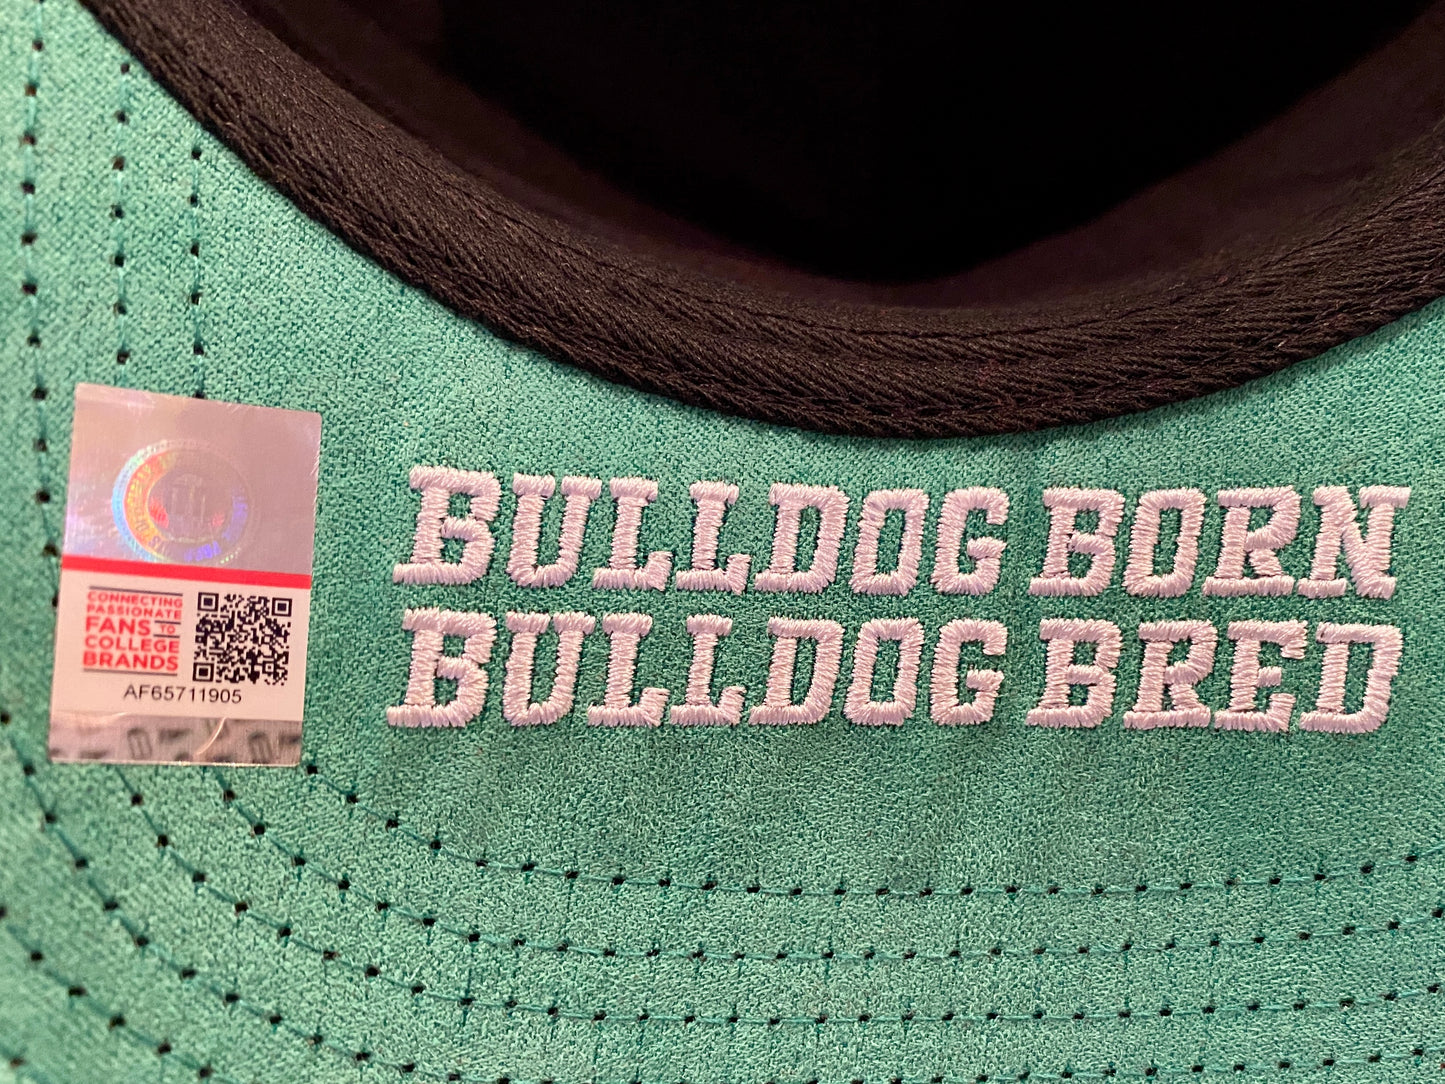 BULLDOG BORN
BULLDOG BRED
CONNECTING
PASSIONATE
FANS TO
COLLEGE
BRANDS
AF65711905